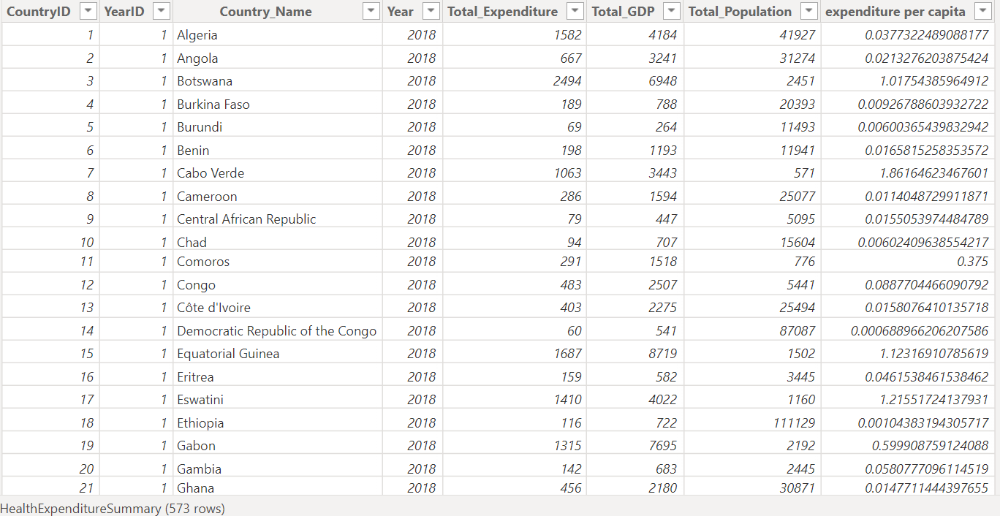 CountryID YearID Country_Name Year Total_Expenditure Total_GDP Total_Population expenditure per capita
1 1 Algeria 2018 1582 4184 41927 0.0377322489088177
2 1 Angola 2018 667 3241 31274 0.0213276203875424
3 1 Botswana 2018 2494 6948 2451 1.01754385964912
4 1 Burkina Faso 2018 189 788 20393 0.00926788603932722
5 1 Burundi 2018 69 264 11493 0.00600365439832942
6 1 Benin 2018 198 1193 11941 0.0165815258353572
7 1 Cabo Verde 2018 1063 3443 571 1.86164623467601
8 1 Cameroon 2018 286 1594 25077 0.0114048729911871
9 1 Central African Republic 2018 79 447 5095 0.0155053974484789
10 1 Chad 2018 94 707 15604 0.00602409638554217
11 1 Comoros 2018 291 1518 776 0.375
12 1 Congo 2018 483 2507 5441 0.0887704466090792
13 1 Côte d'Ivoire 2018 403 2275 25494 0.0158076410135718
14 1 Democratic Republic of the Congo 2018 60 541 87087 0.000688966206207586
15 1 Equatorial Guinea 2018 1687 8719 1502 1.12316910785619
16 1 Eritrea 2018 159 582 3445 0.0461538461538462
17 1 Eswatini 2018 1410 4022 1160 1.21551724137931
18 1 Ethiopia 2018 116 722 111129 0.00104383194305717
19 1 Gabon 2018 1315 7695 2192 0.599908759124088
20 1 Gambia 2018 142 683 2445 0.0580777096114519
21 1 Ghana 2018 456 2180 30871 0.0147711444397655
HealthExpenditureSummary (573 rows)